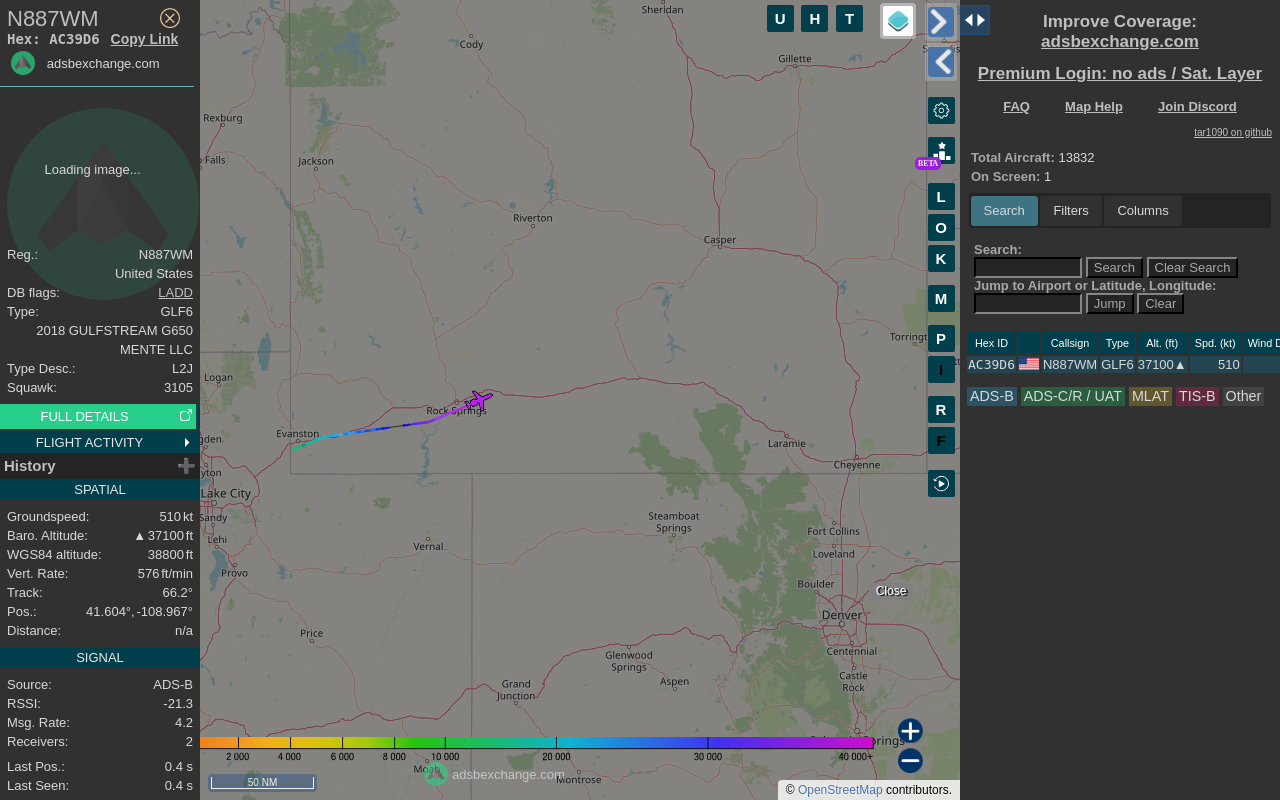 N887WM
Hex: AC39D6 Copy Link
adsbexchange.com
Loading image...
Reg.: N887WM
United States
DB flags: LADD
Type: GLF6
2018 GULFSTREAM G650
MENTE LLC
Type Desc.: L2J
Squawk: 3105
FULL DETAILS
FLIGHT ACTIVITY
History
SPATIAL
Groundspeed: 510 kt
Baro. Altitude: ▲ 37100 ft
WGS84 altitude: 38800 ft
Vert. Rate: 576 ft/min
Track: 66.2°
Pos.: 41.604°, -108.967°
Distance: n/a
SIGNAL
Source: ADS-B
RSSI: -21.3
Msg. Rate: 4.2
Receivers: 2
Last Pos.: 0.4 s
Last Seen: 0.4 s
U H T
Sheridan
Cody
Gillette
Rexburg
Falls
Jackson
Riverton
Casper
Torringt
Logan
Rock Springs
Evanston
gden
Laramie
Cheyenne
yton
Lake City
Sandy
Lehi
Provo
Vernal
Steamboat
Springs
Fort Collins
Loveland
Boulder
Close
Denver
Price
Centennial
Glenwood
Springs
Aspen
Castle
Rock
Grand
Junction
prings
Moab
Montrose
BETA
L
O
K
M
P
I
R
F
2 000 4 000 6 000 8 000 10 000 20 000 30 000 40 000+
adsbexchange.com
50 NM
© OpenStreetMap contributors.
Improve Coverage:
adsbexchange.com
Premium Login: no ads / Sat. Layer
FAQ Map Help Join Discord
tar1090 on github
Total Aircraft: 13832
On Screen: 1
Search Filters Columns
Search:
Search Clear Search
Jump to Airport or Latitude, Longitude:
Jump Clear
Hex ID Callsign Type Alt. (ft) Spd. (kt) Wind D
AC39D6 N887WM GLF6 37100▲ 510
ADS-B ADS-C/R / UAT MLAT TIS-B Other